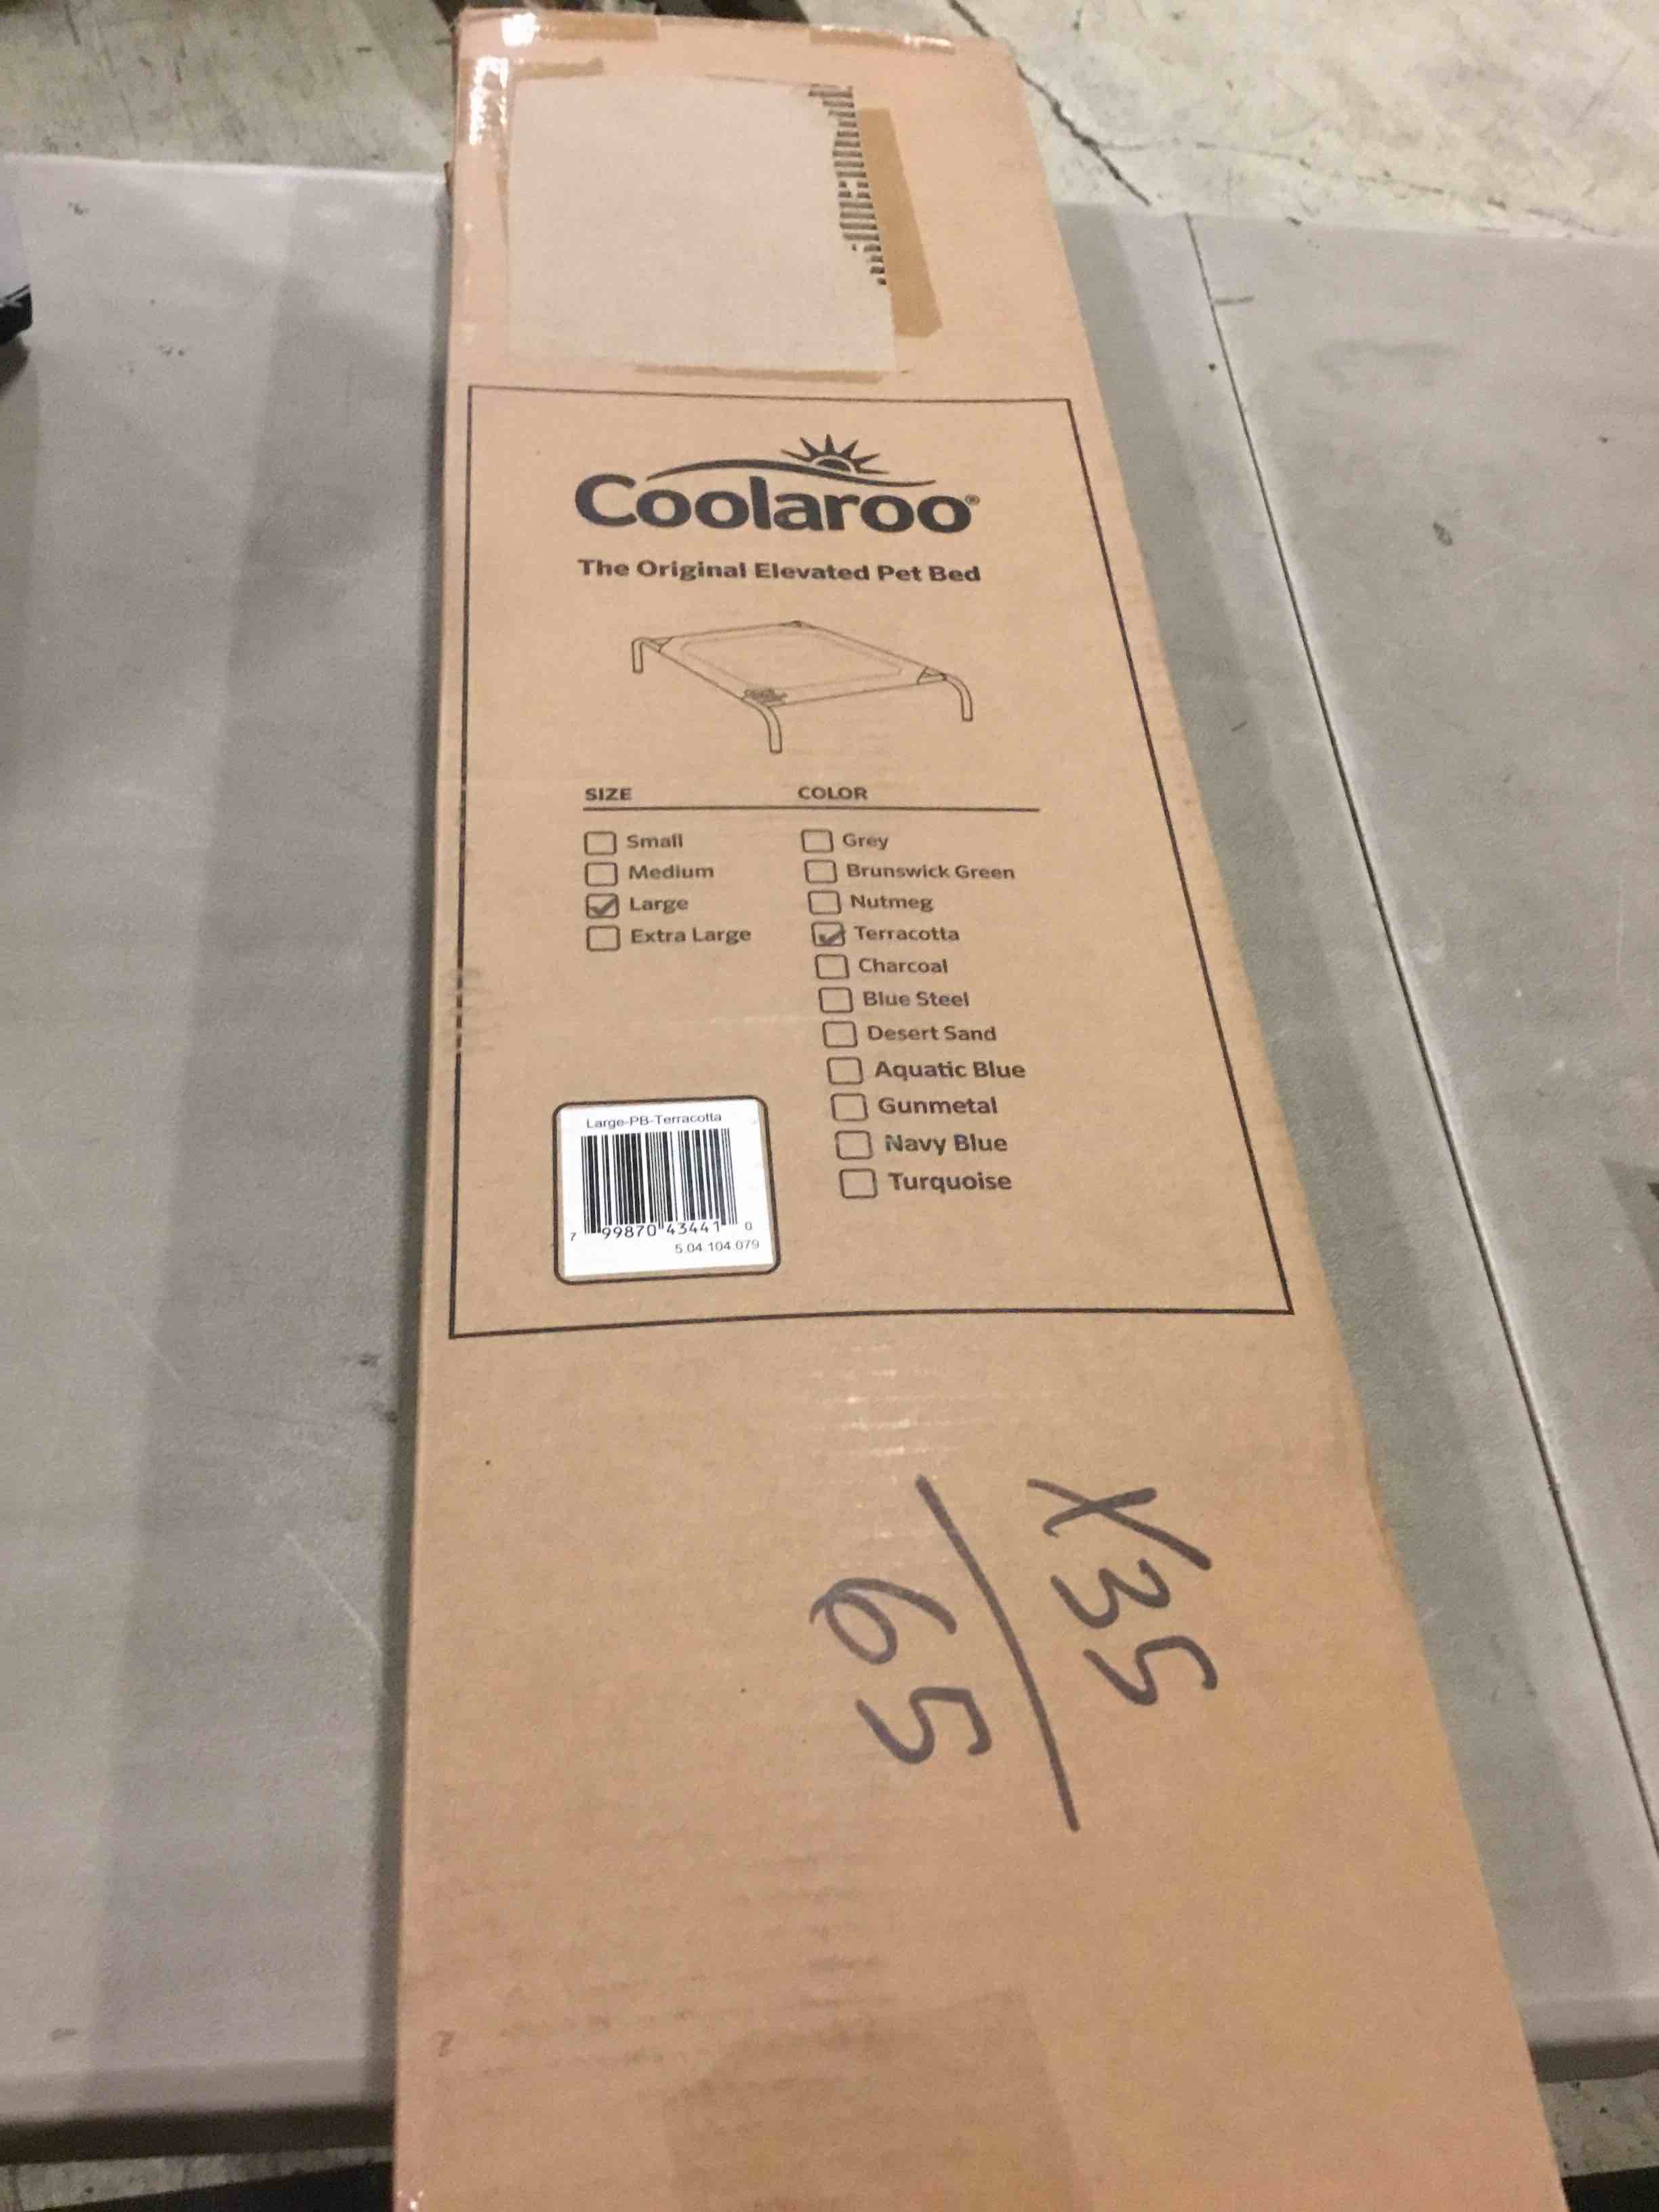 Coolaroo®
The Original Elevated Pet Bed
SIZE COLOR
Small Grey
Medium Brunswick Green
Large Nutmeg
Extra Large Terracotta
Charcoal
Blue Steel
Desert Sand
Aquatic Blue
Gunmetal
Navy Blue
Turquoise
Large-PB-Terracotta
7 99870 43441 0
5.04.104.079
X35
65